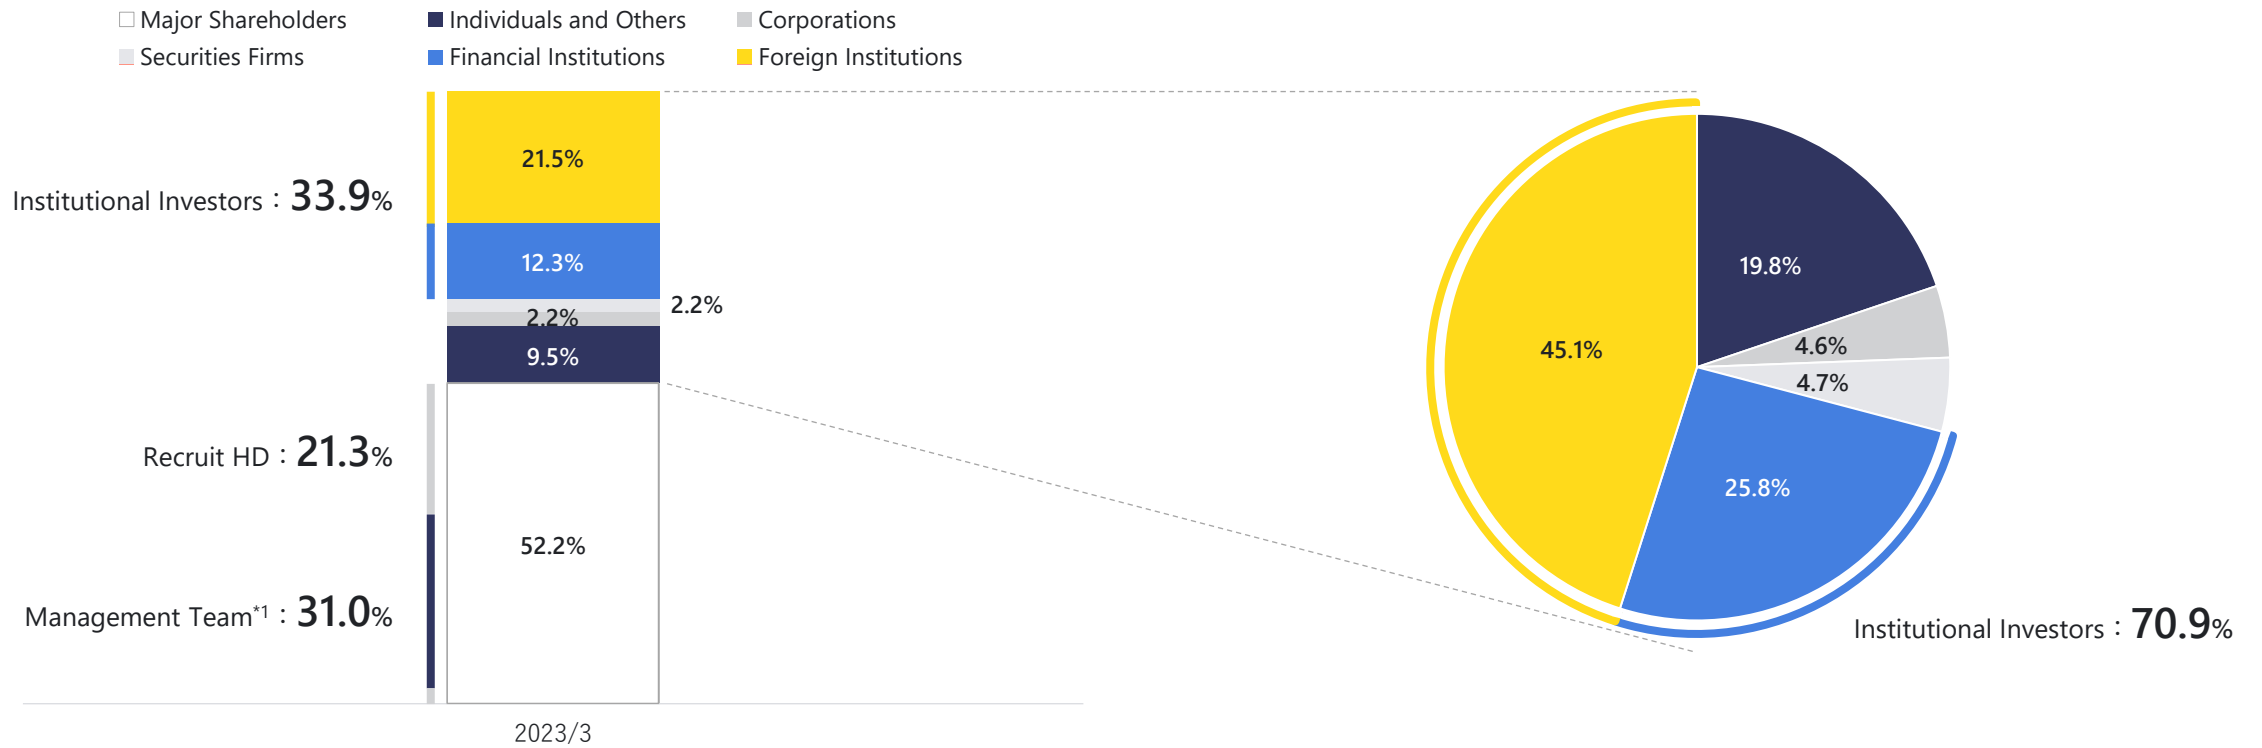 Major Shareholders Individuals and Others Corporations
Securities Firms Financial Institutions Foreign Institutions
21.5%
Institutional Investors：33.9%
12.3%
2.2%
2.2%
9.5%
Recruit HD：21.3%
52.2%
Management Team*1：31.0%
2023/3
19.8%
45.1%
4.6%
4.7%
25.8%
Institutional Investors：70.9%